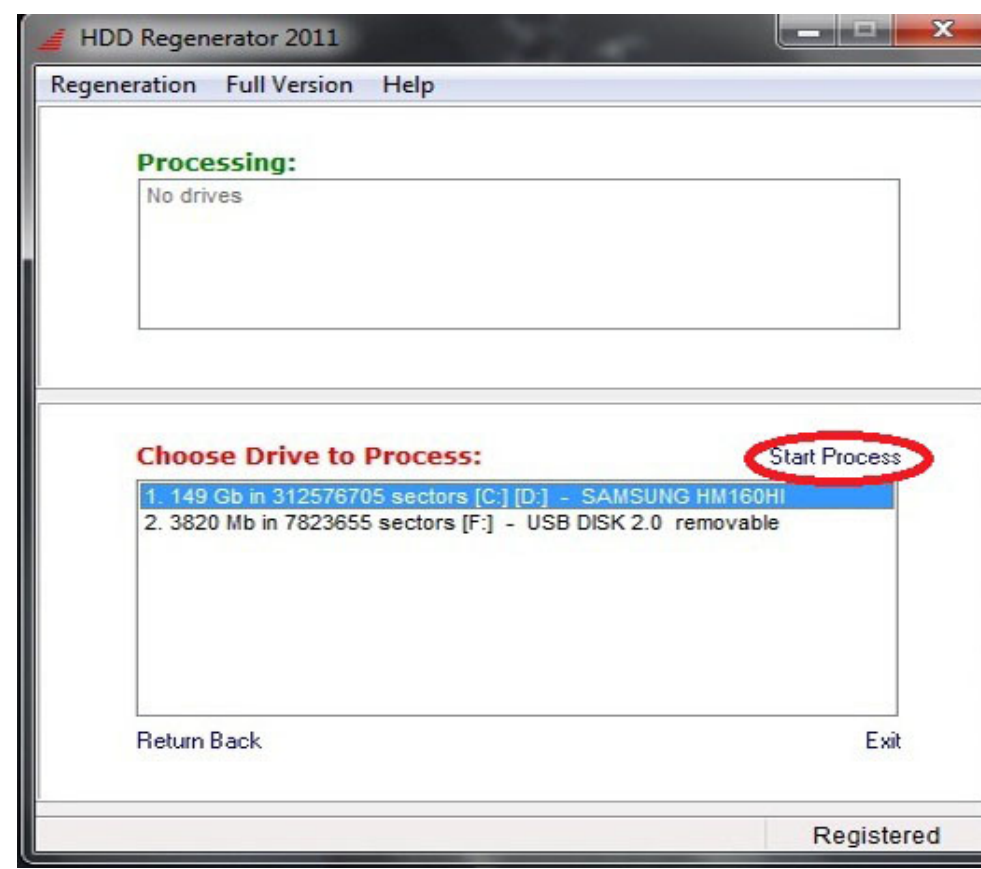 HDD Regenerator 2011
Regeneration Full Version Help
Processing:
No drives
Choose Drive to Process:
Start Process
1. 149 Gb in 312576705 sectors [C:] [D:] - SAMSUNG HM160HI
2. 3820 Mb in 7823655 sectors [F:] - USB DISK 2.0 removable
Return Back
Exit
Registered